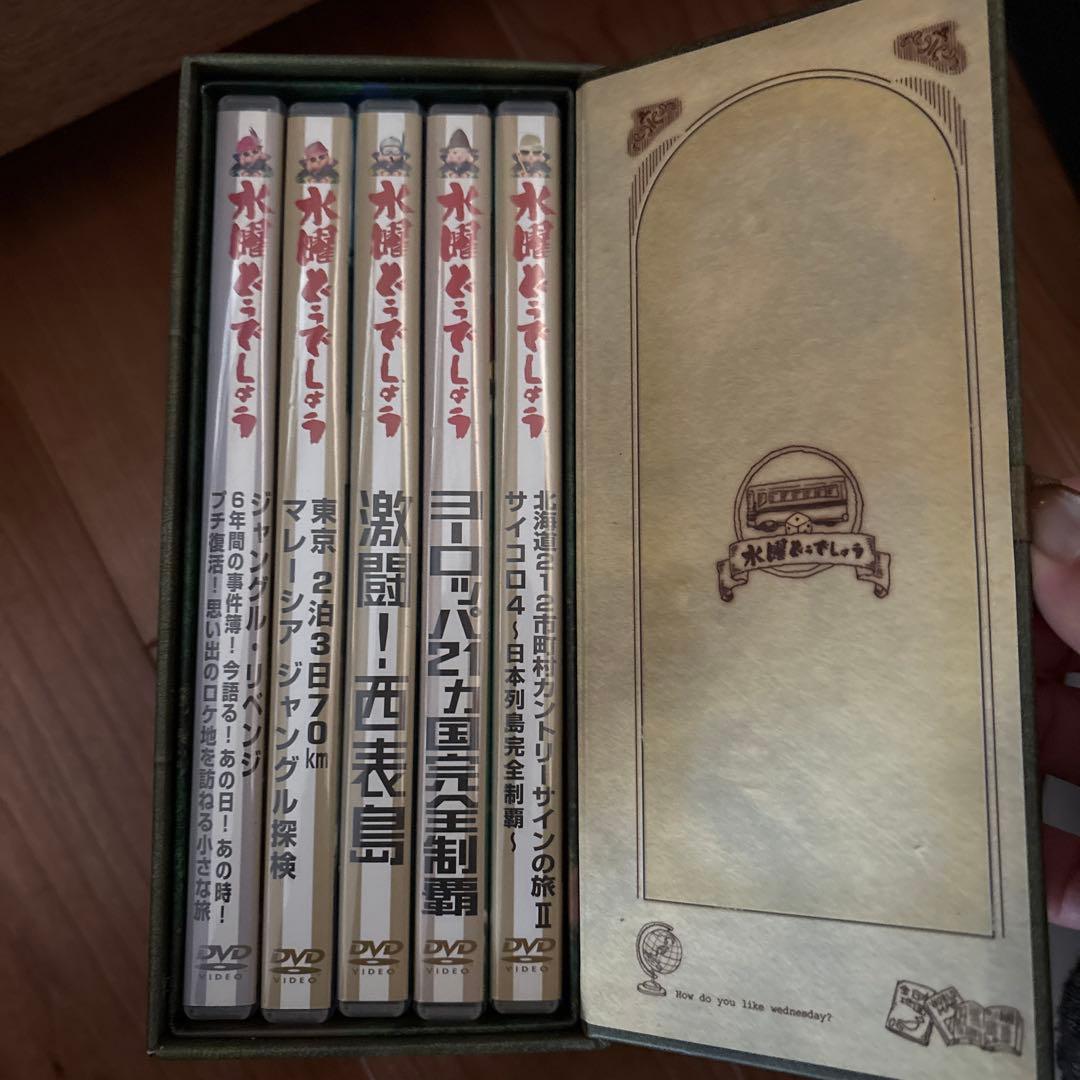 水曜どうでしょう
ジャングル・リベンジ
6年間の事件簿！今語る！あの日！あの時！
プチ復活！思い出のロケ地を訪ねる小さな旅
DVD
VIDEO
水曜どうでしょう
東京 2泊3日70km
マレーシア ジャングル探検
DVD
VIDEO
水曜どうでしょう
激闘！西表島
DVD
VIDEO
水曜どうでしょう
ヨーロッパ21カ国完全制覇
DVD
VIDEO
水曜どうでしょう
北海道212市町村カントリーサインの旅Ⅱ
サイコロ4〜日本列島完全制覇〜
DVD
VIDEO
水曜どうでしょう
How do you like wednesday?